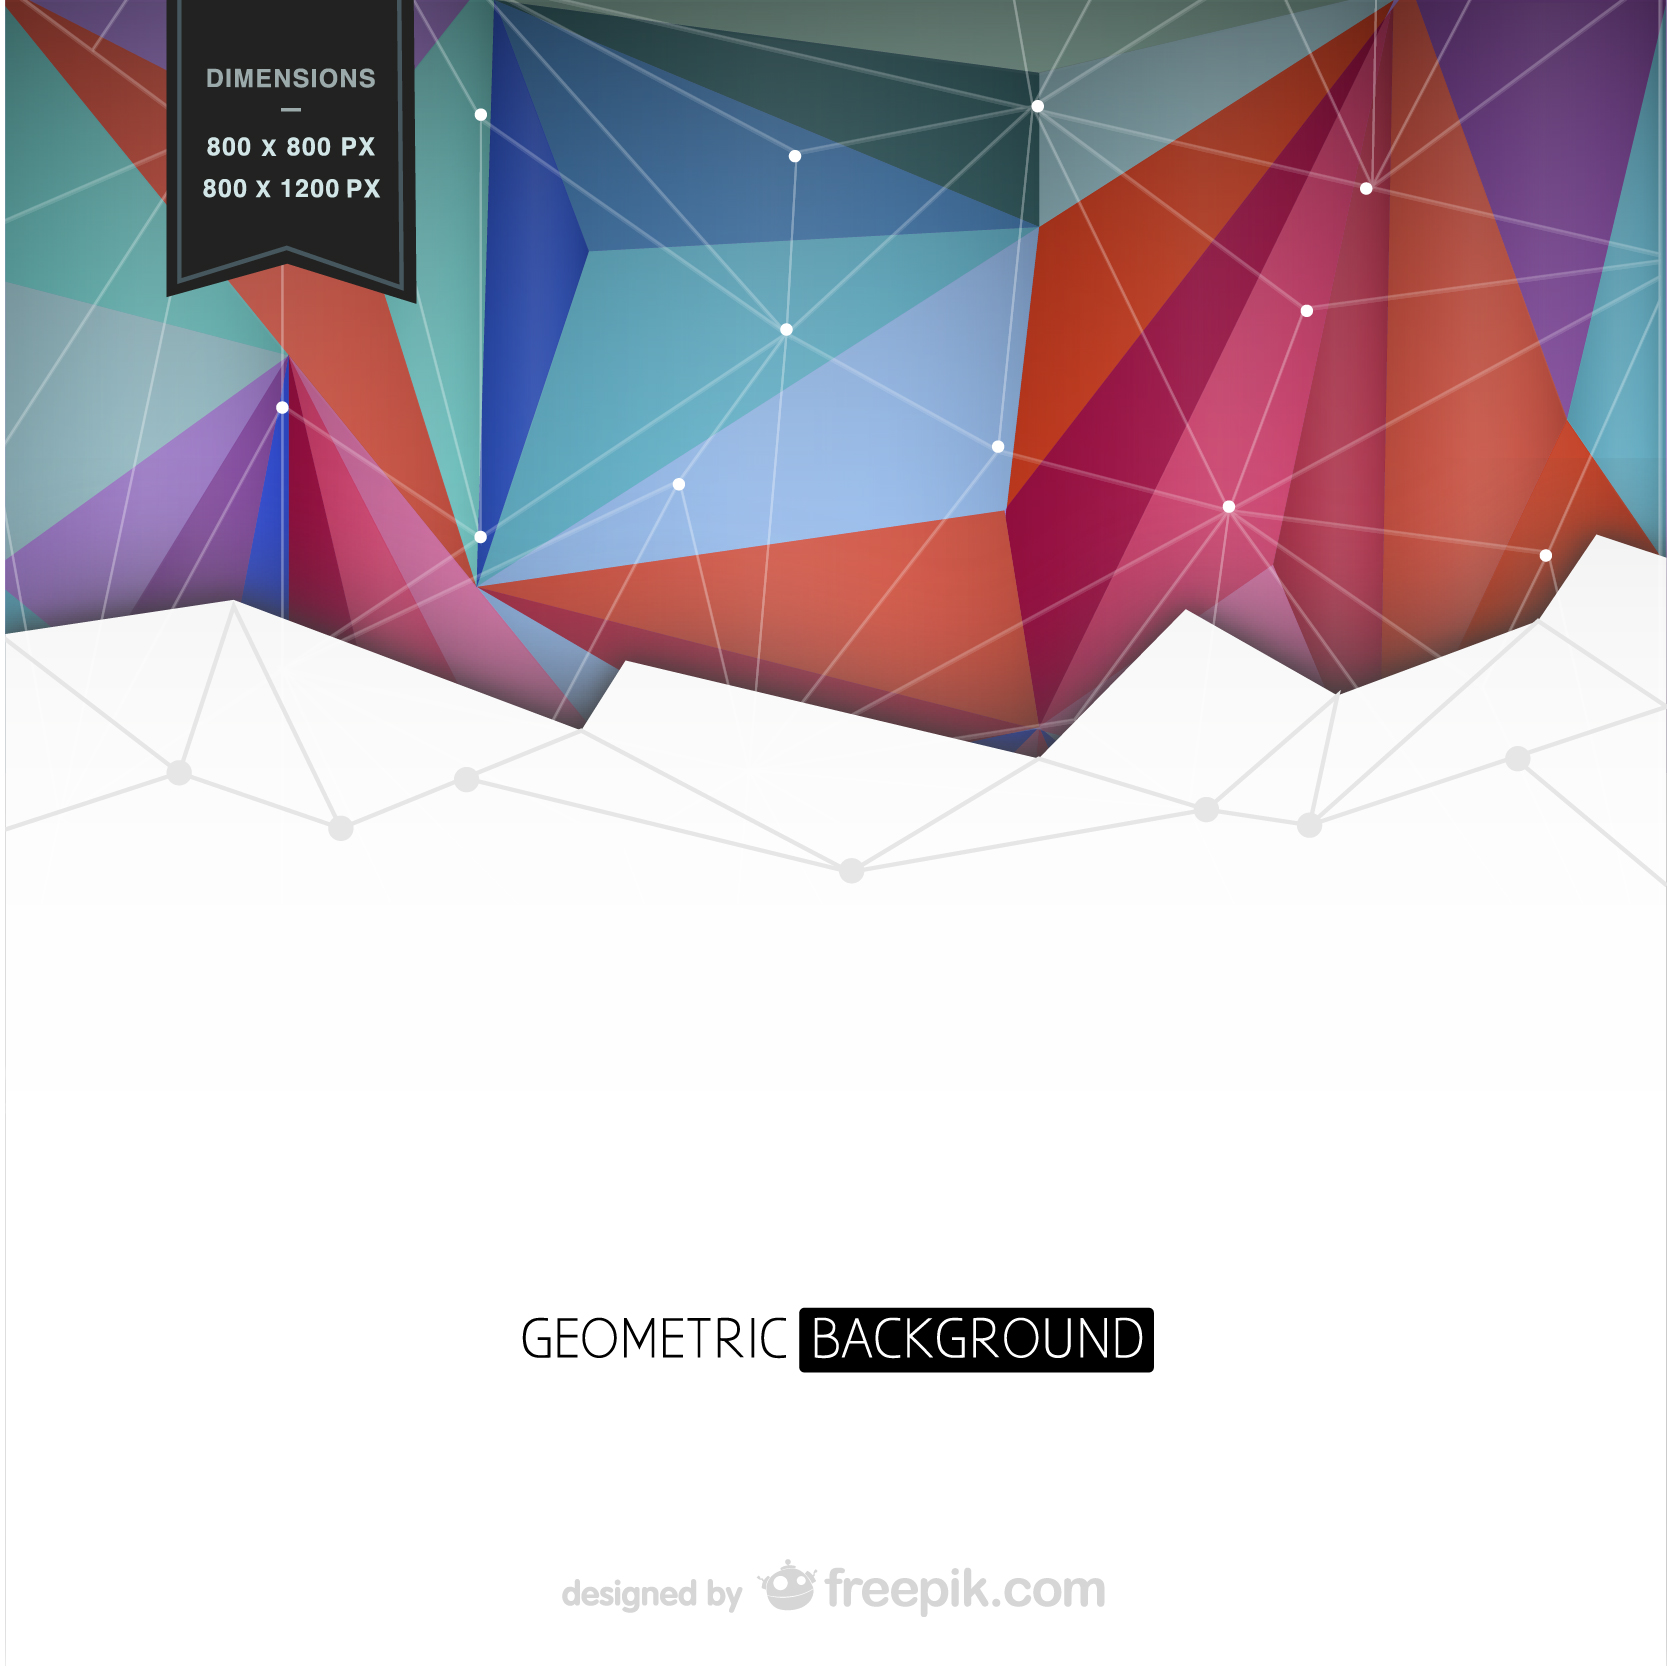 DIMENSIONS
800 x 800 PX
800 X 1200 PX
GEOMETRIC BACKGROUND
designed by freepik.com